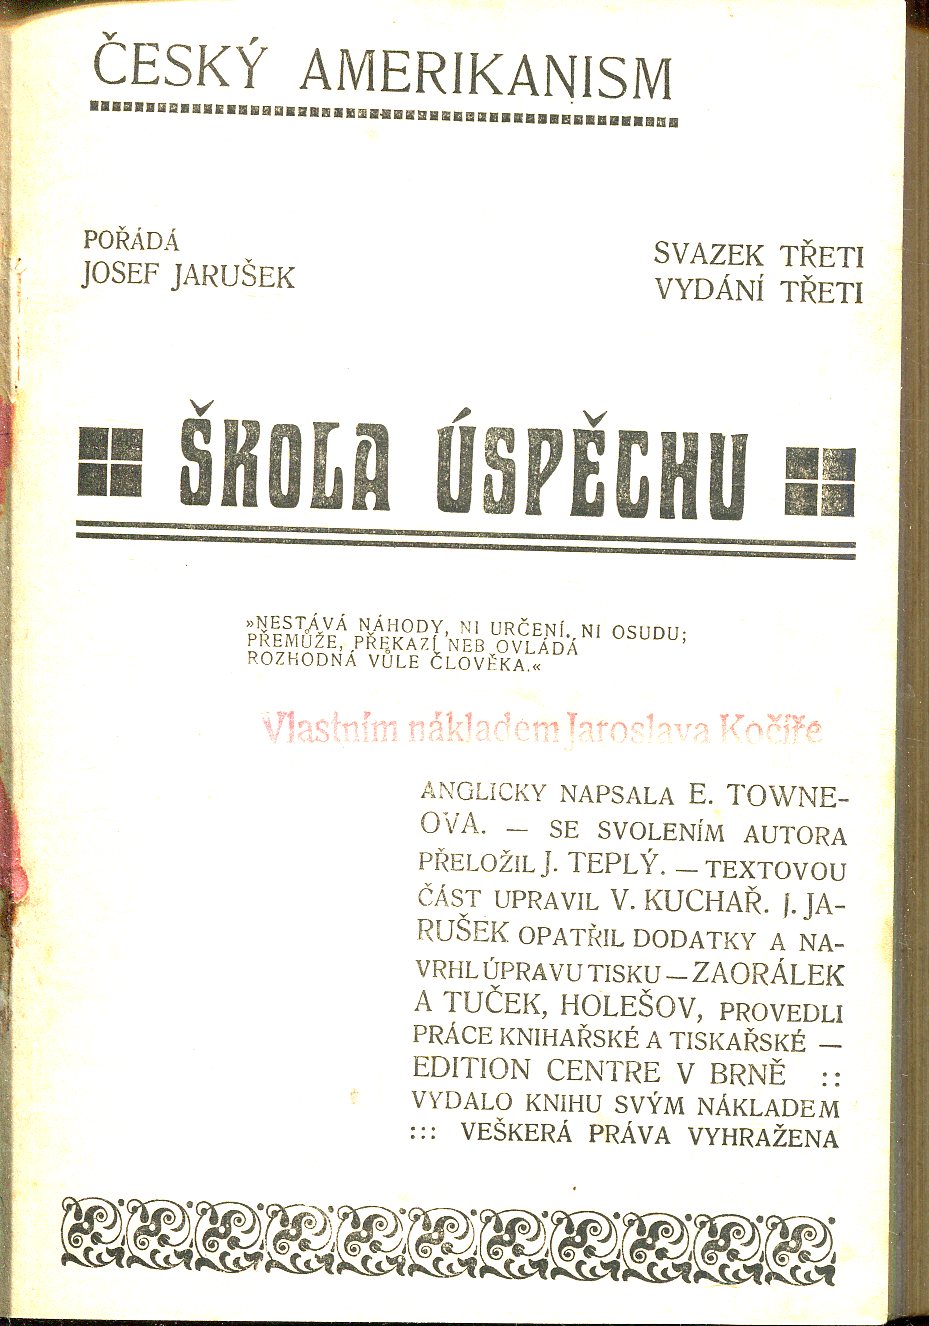 ČESKÝ AMERIKANISM
POŘÁDÁ
JOSEF JARUŠEK
SVAZEK TŘETI
VYDÁNÍ TŘETI
ŠKOLA ÚSPĚCHU
»NESTÁVÁ NÁHODY, NI URČENÍ, NI OSUDU;
PŘEMŮŽE, PŘEKAZÍ NEB OVLÁDÁ
ROZHODNÁ VŮLE ČLOVĚKA.«
Vlastním nákladem Jaroslava Kočíře
ANGLICKY NAPSALA E. TOWNE-
OVA. — SE SVOLENÍM AUTORA
PŘELOŽIL J. TEPLÝ. — TEXTOVOU
ČÁST UPRAVIL V. KUCHAŘ. J. JA-
RUŠEK OPATŘIL DODATKY A NA-
VRHL ÚPRAVU TISKU — ZAORÁLEK
A TUČEK, HOLEŠOV, PROVEDLI
PRÁCE KNIHAŘSKÉ A TISKAŘSKÉ —
EDITION CENTRE V BRNĚ ::
VYDALO KNIHU SVÝM NÁKLADEM
::: VEŠKERÁ PRÁVA VYHRAŽENA